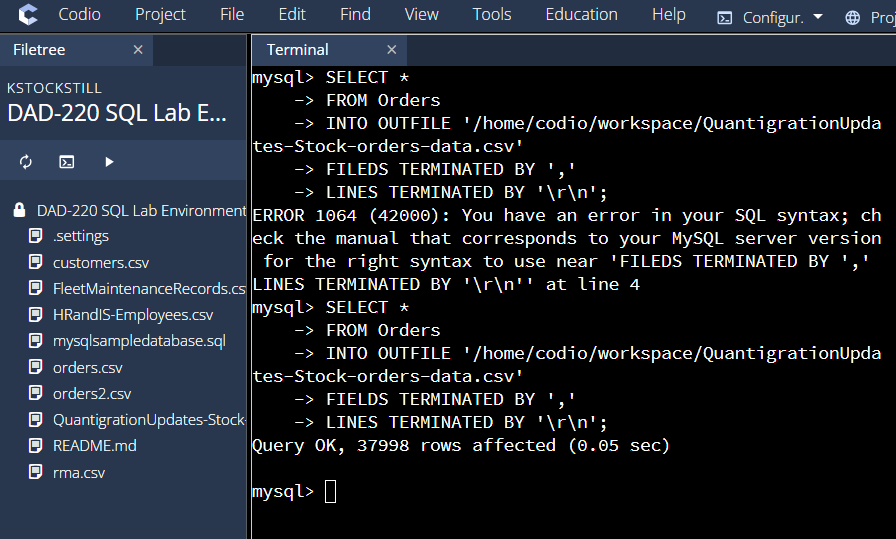 Codio Project File Edit Find View Tools Education Help Configur. Proj
Filetree ×
Terminal ×
KSTOCKSTILL
DAD-220 SQL Lab E...
DAD-220 SQL Lab Environment
.settings
customers.csv
FleetMaintenanceRecords.cs
HRandIS-Employees.csv
mysqlsampledatabase.sql
orders.csv
orders2.csv
QuantigrationUpdates-Stock-
README.md
rma.csv
mysql> SELECT *
-> FROM Orders
-> INTO OUTFILE '/home/codio/workspace/QuantigrationUpda
tes-Stock-orders-data.csv'
-> FILEDS TERMINATED BY ','
-> LINES TERMINATED BY '\r\n';
ERROR 1064 (42000): You have an error in your SQL syntax; ch
eck the manual that corresponds to your MySQL server version
for the right syntax to use near 'FILEDS TERMINATED BY ','
LINES TERMINATED BY '\r\n'' at line 4
mysql> SELECT *
-> FROM Orders
-> INTO OUTFILE '/home/codio/workspace/QuantigrationUpda
tes-Stock-orders-data.csv'
-> FIELDS TERMINATED BY ','
-> LINES TERMINATED BY '\r\n';
Query OK, 37998 rows affected (0.05 sec)
mysql>